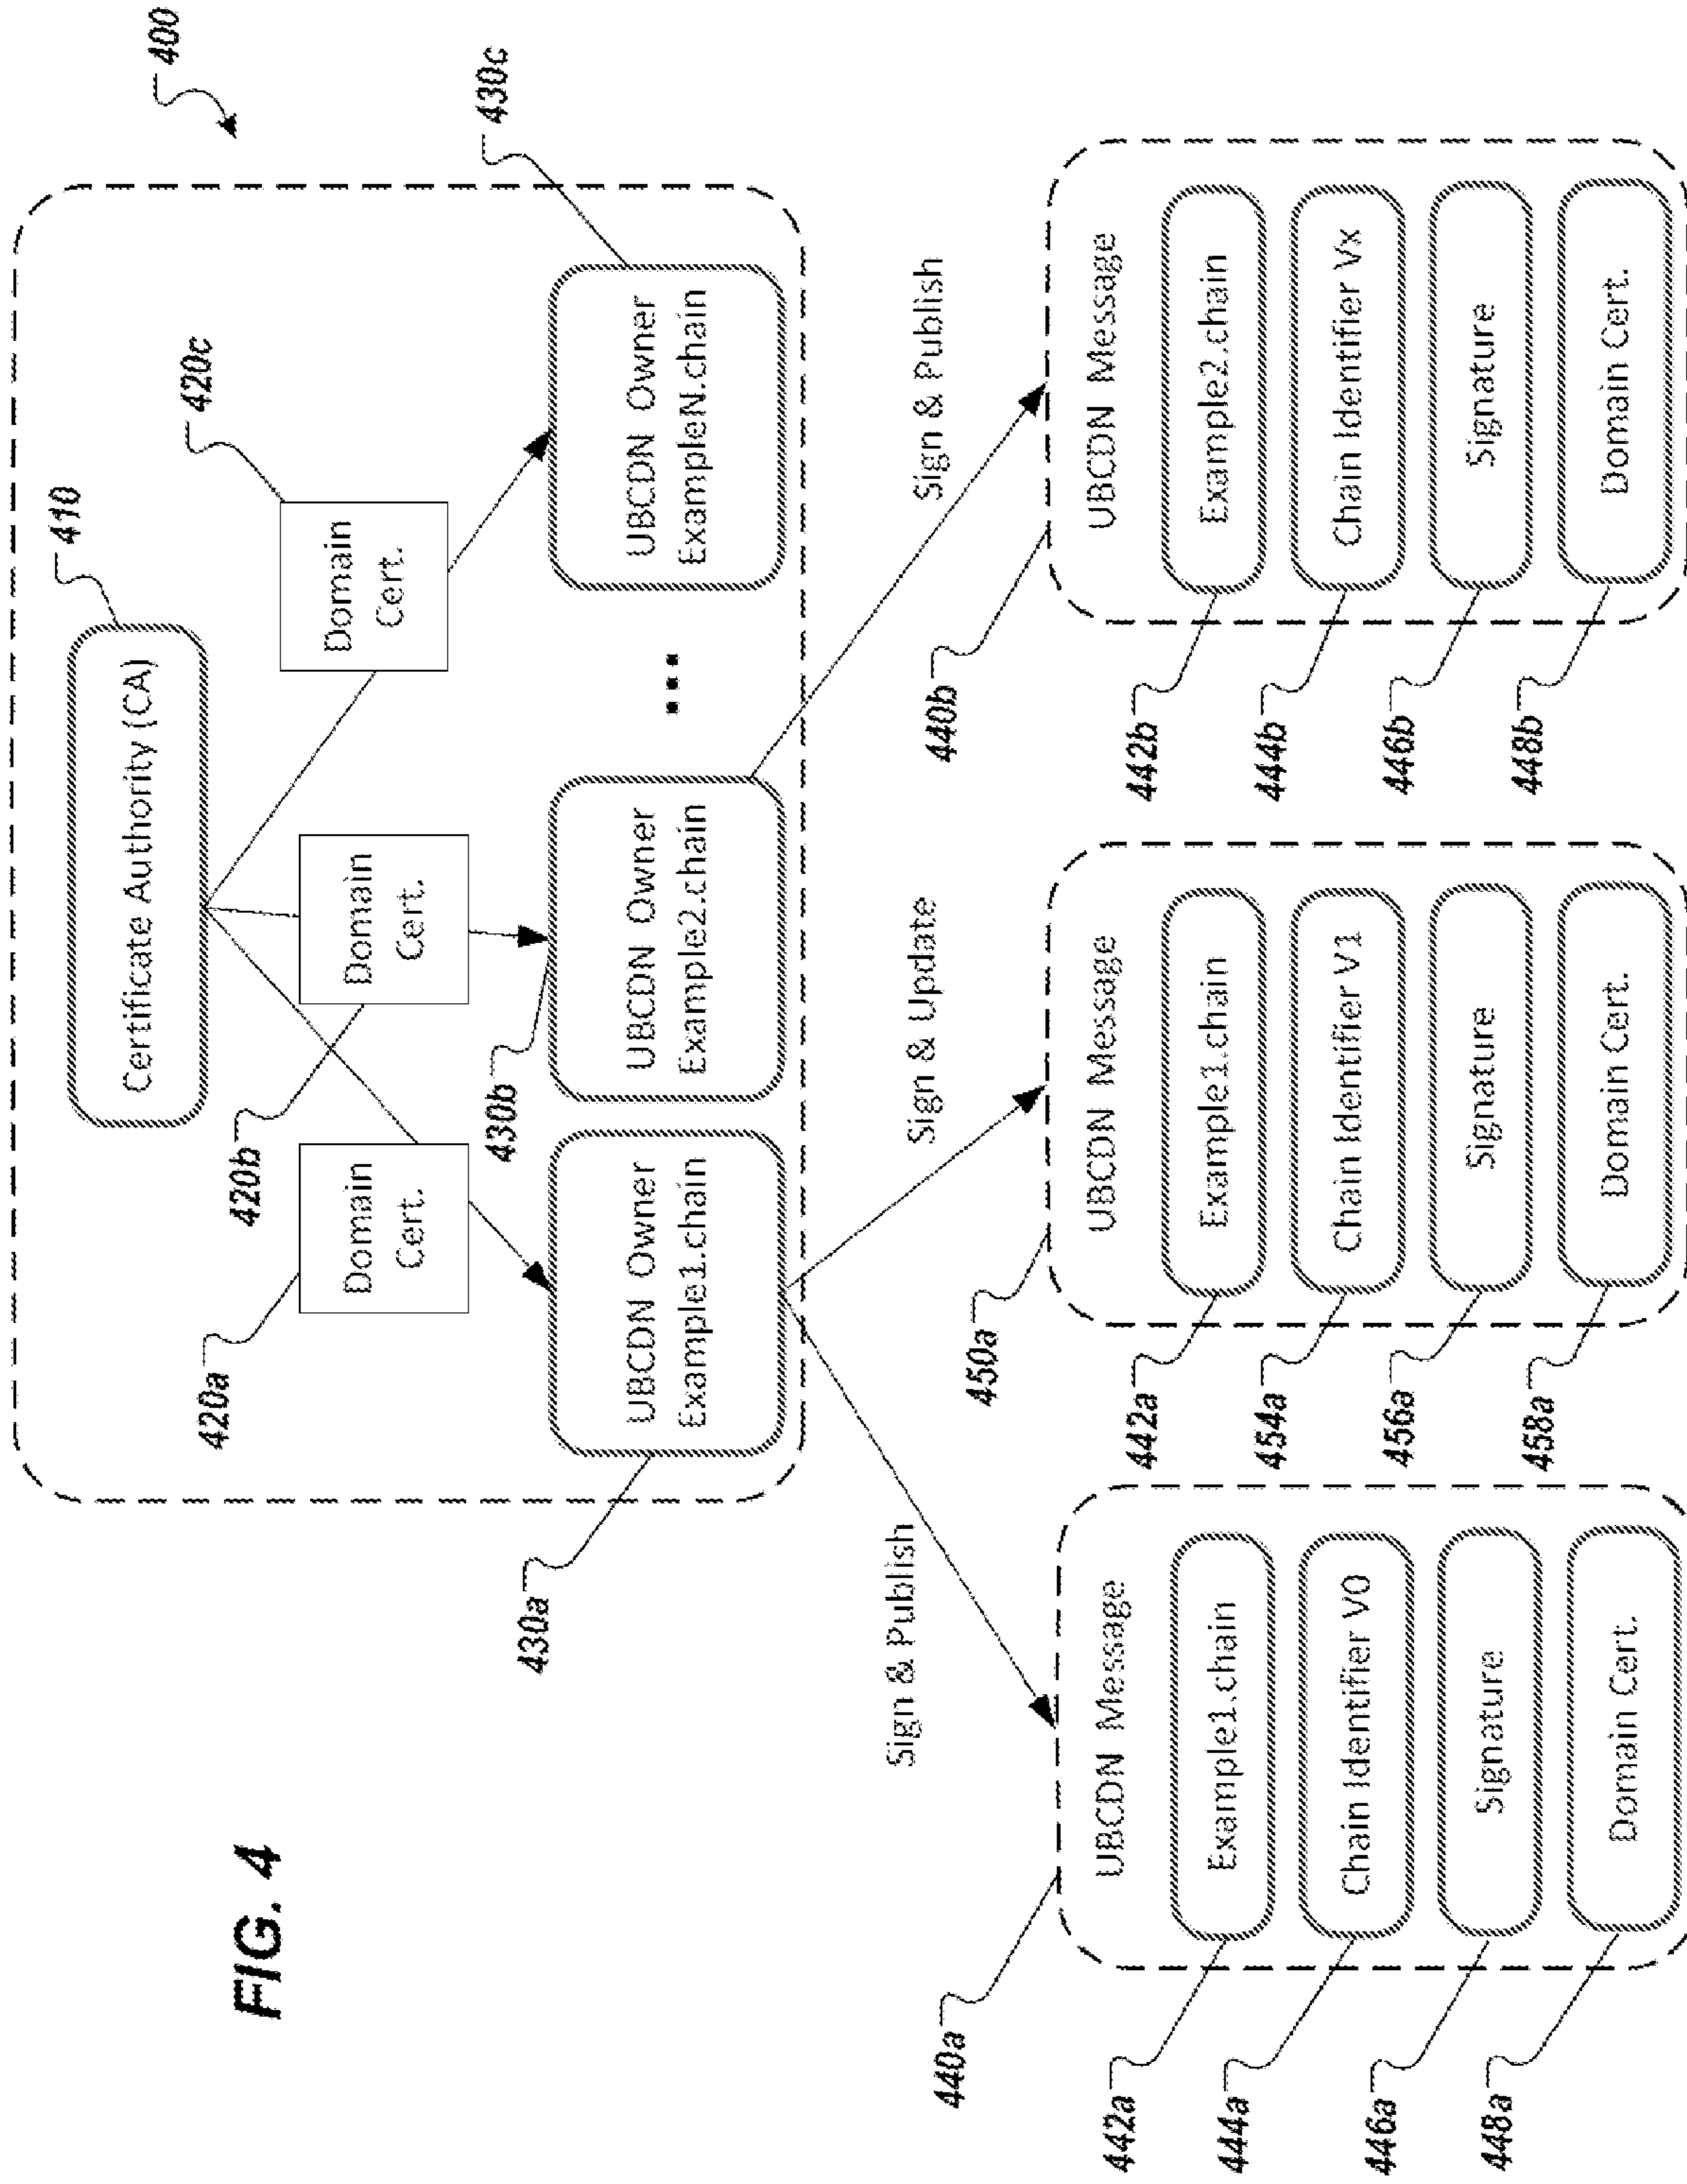 FIG. 4
400
410
Certificate Authority (CA)
420a
Domain
Cert.
420b
Domain
Cert.
420c
Domain
Cert.
430a
UBCDN Owner
Example1.chain
430b
UBCDN Owner
Example2.chain
...
430c
UBCDN Owner
ExampleN.chain
Sign & Publish
Sign & Update
Sign & Publish
440a
UBCDN Message
442a
Example1.chain
444a
Chain Identifier V0
446a
Signature
448a
Domain Cert.
450a
UBCDN Message
442a
Example1.chain
454a
Chain Identifier V1
456a
Signature
458a
Domain Cert.
440b
UBCDN Message
442b
Example2.chain
444b
Chain Identifier Vx
446b
Signature
448b
Domain Cert.